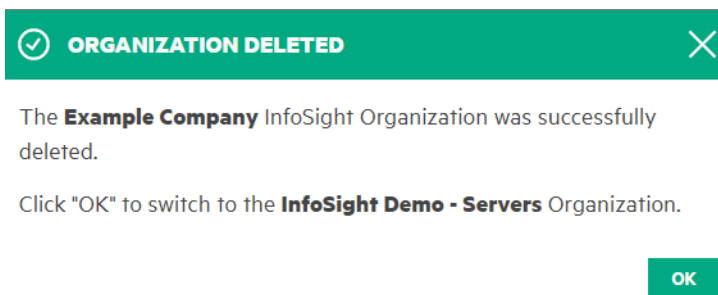 ORGANIZATION DELETED
The Example Company InfoSight Organization was successfully
deleted.
Click "OK" to switch to the InfoSight Demo - Servers Organization.
OK